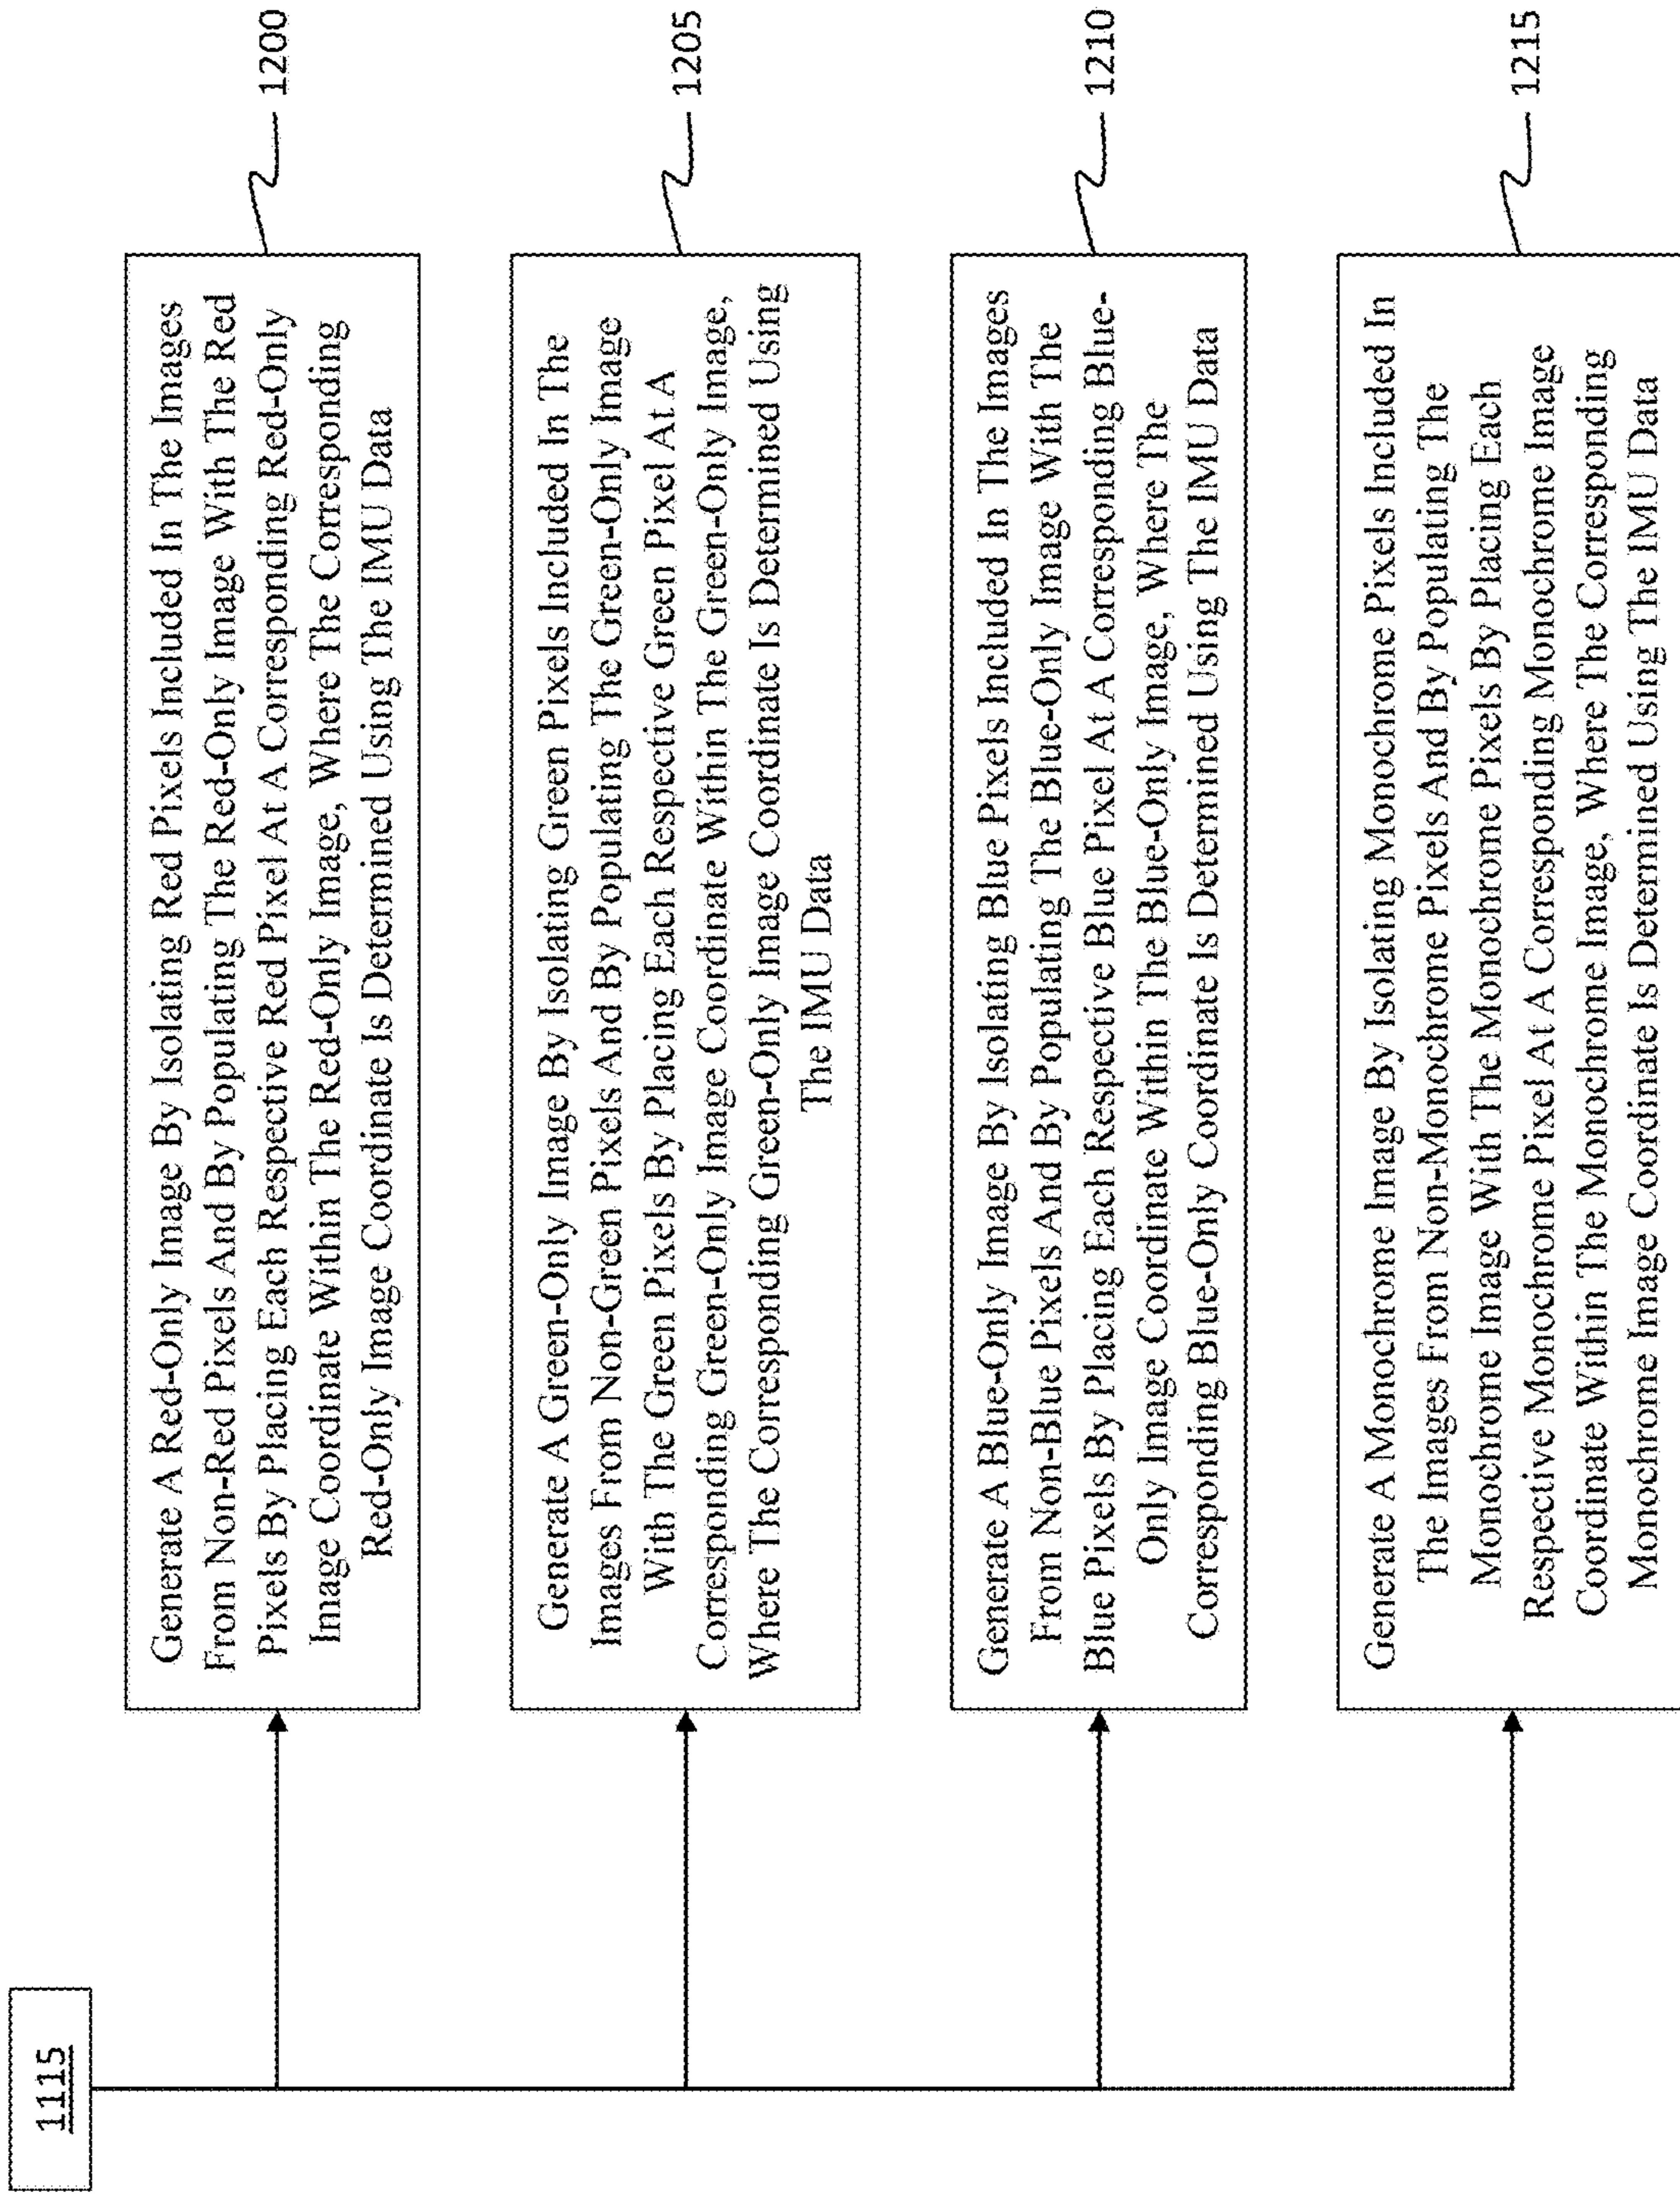 1115
Generate A Red-Only Image By Isolating Red Pixels Included In The Images
From Non-Red Pixels And By Populating The Red-Only Image With The Red
Pixels By Placing Each Respective Red Pixel At A Corresponding Red-Only
Image Coordinate Within The Red-Only Image, Where The Corresponding
Red-Only Image Coordinate Is Determined Using The IMU Data
1200
Generate A Green-Only Image By Isolating Green Pixels Included In The
Images From Non-Green Pixels And By Populating The Green-Only Image
With The Green Pixels By Placing Each Respective Green Pixel At A
Corresponding Green-Only Image Coordinate Within The Green-Only Image,
Where The Corresponding Green-Only Image Coordinate Is Determined Using
The IMU Data
1205
Generate A Blue-Only Image By Isolating Blue Pixels Included In The Images
From Non-Blue Pixels And By Populating The Blue-Only Image With The
Blue Pixels By Placing Each Respective Blue Pixel At A Corresponding Blue-
Only Image Coordinate Within The Blue-Only Image, Where The
Corresponding Blue-Only Coordinate Is Determined Using The IMU Data
1210
Generate A Monochrome Image By Isolating Monochrome Pixels Included In
The Images From Non-Monochrome Pixels And By Populating The
Monochrome Image With The Monochrome Pixels By Placing Each
Respective Monochrome Pixel At A Corresponding Monochrome Image
Coordinate Within The Monochrome Image, Where The Corresponding
Monochrome Image Coordinate Is Determined Using The IMU Data
1215